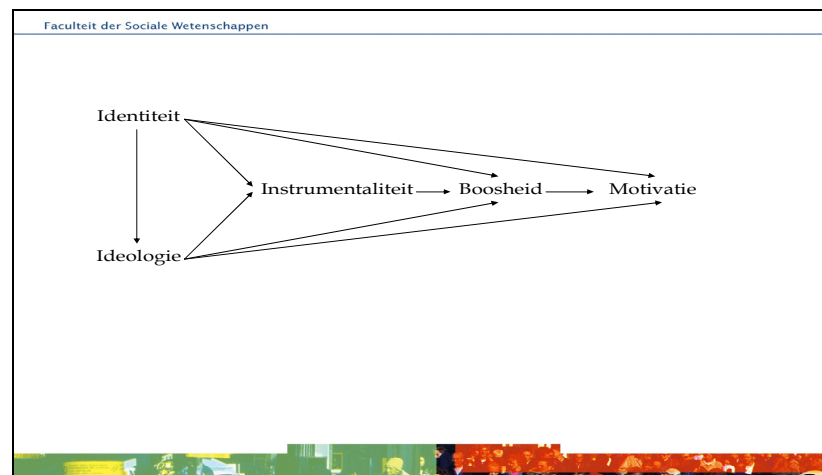 Faculteit der Sociale Wetenschappen
Identiteit
Instrumentaliteit Boosheid Motivatie
Ideologie